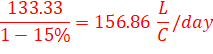 133.33 / 1 − 15% = 156.86 L/C /day